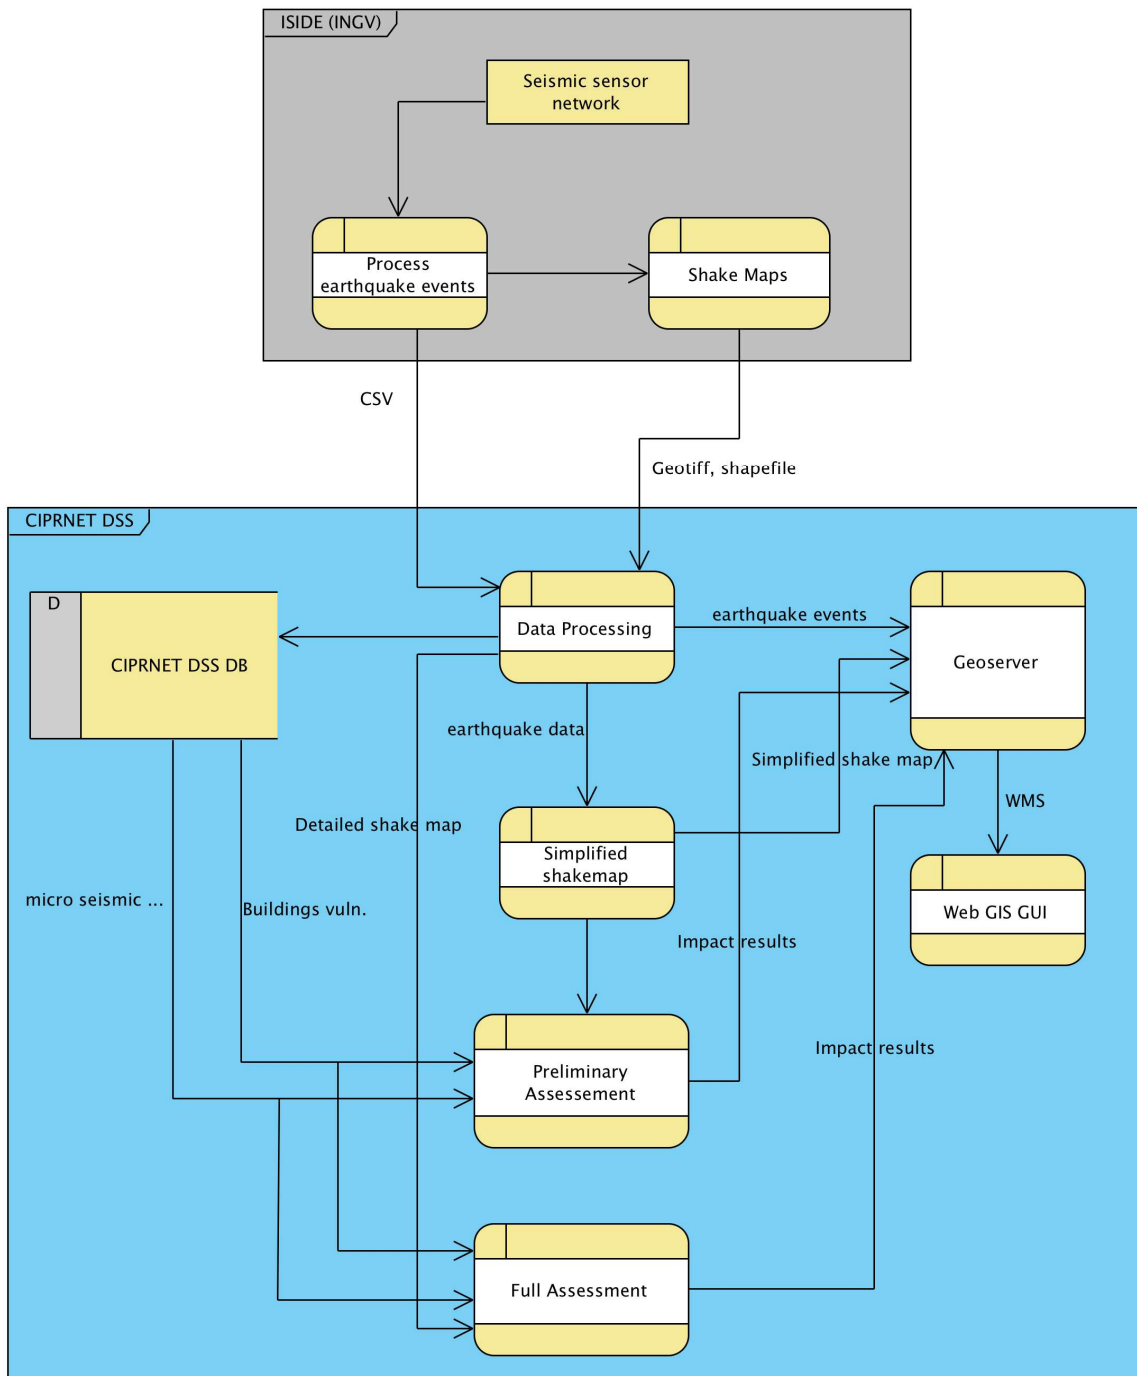 ISIDE (INGV)
Seismic sensor
network
Process
earthquake events
Shake Maps
CSV
Geotiff, shapefile
CIPRNET DSS
D
CIPRNET DSS DB
Data Processing
earthquake events
Geoserver
earthquake data
Simplified shake map
WMS
Detailed shake map
Simplified
shakemap
micro seismic ...
Buildings vuln.
Web GIS GUI
Impact results
Impact results
Preliminary
Assessement
Full Assessment